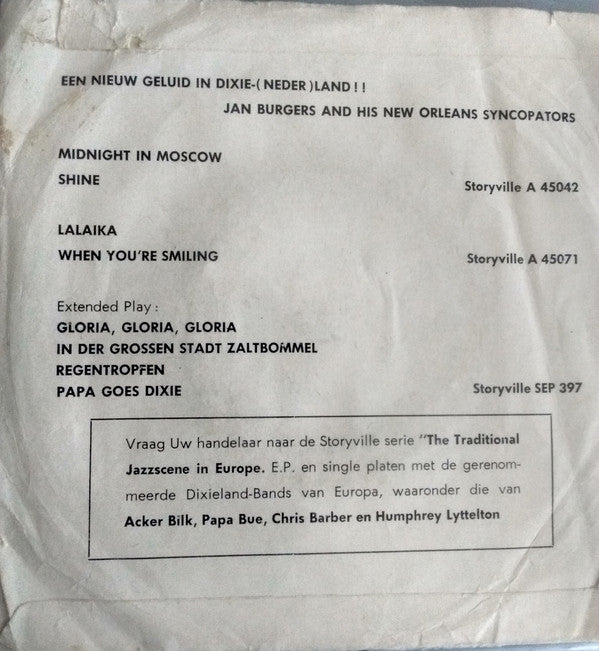 EEN NIEUW GELUID IN DIXIE-(NEDER)LAND!!
JAN BURGERS AND HIS NEW ORLEANS SYNCOPATORS
MIDNIGHT IN MOSCOW
SHINE Storyville A 45042
LALAIKA
WHEN YOU'RE SMILING Storyville A 45071
Extended Play:
GLORIA, GLORIA, GLORIA
IN DER GROSSEN STADT ZALTBOMMEL
REGENTROPFEN
PAPA GOES DIXIE Storyville SEP 397
Vraag Uw handelaar naar de Storyville serie "The Traditional
Jazzscene in Europe. E.P. en single platen met de gerenom-
meerde Dixieland-Bands van Europa, waaronder die van
Acker Bilk, Papa Bue, Chris Barber en Humphrey Lyttelton